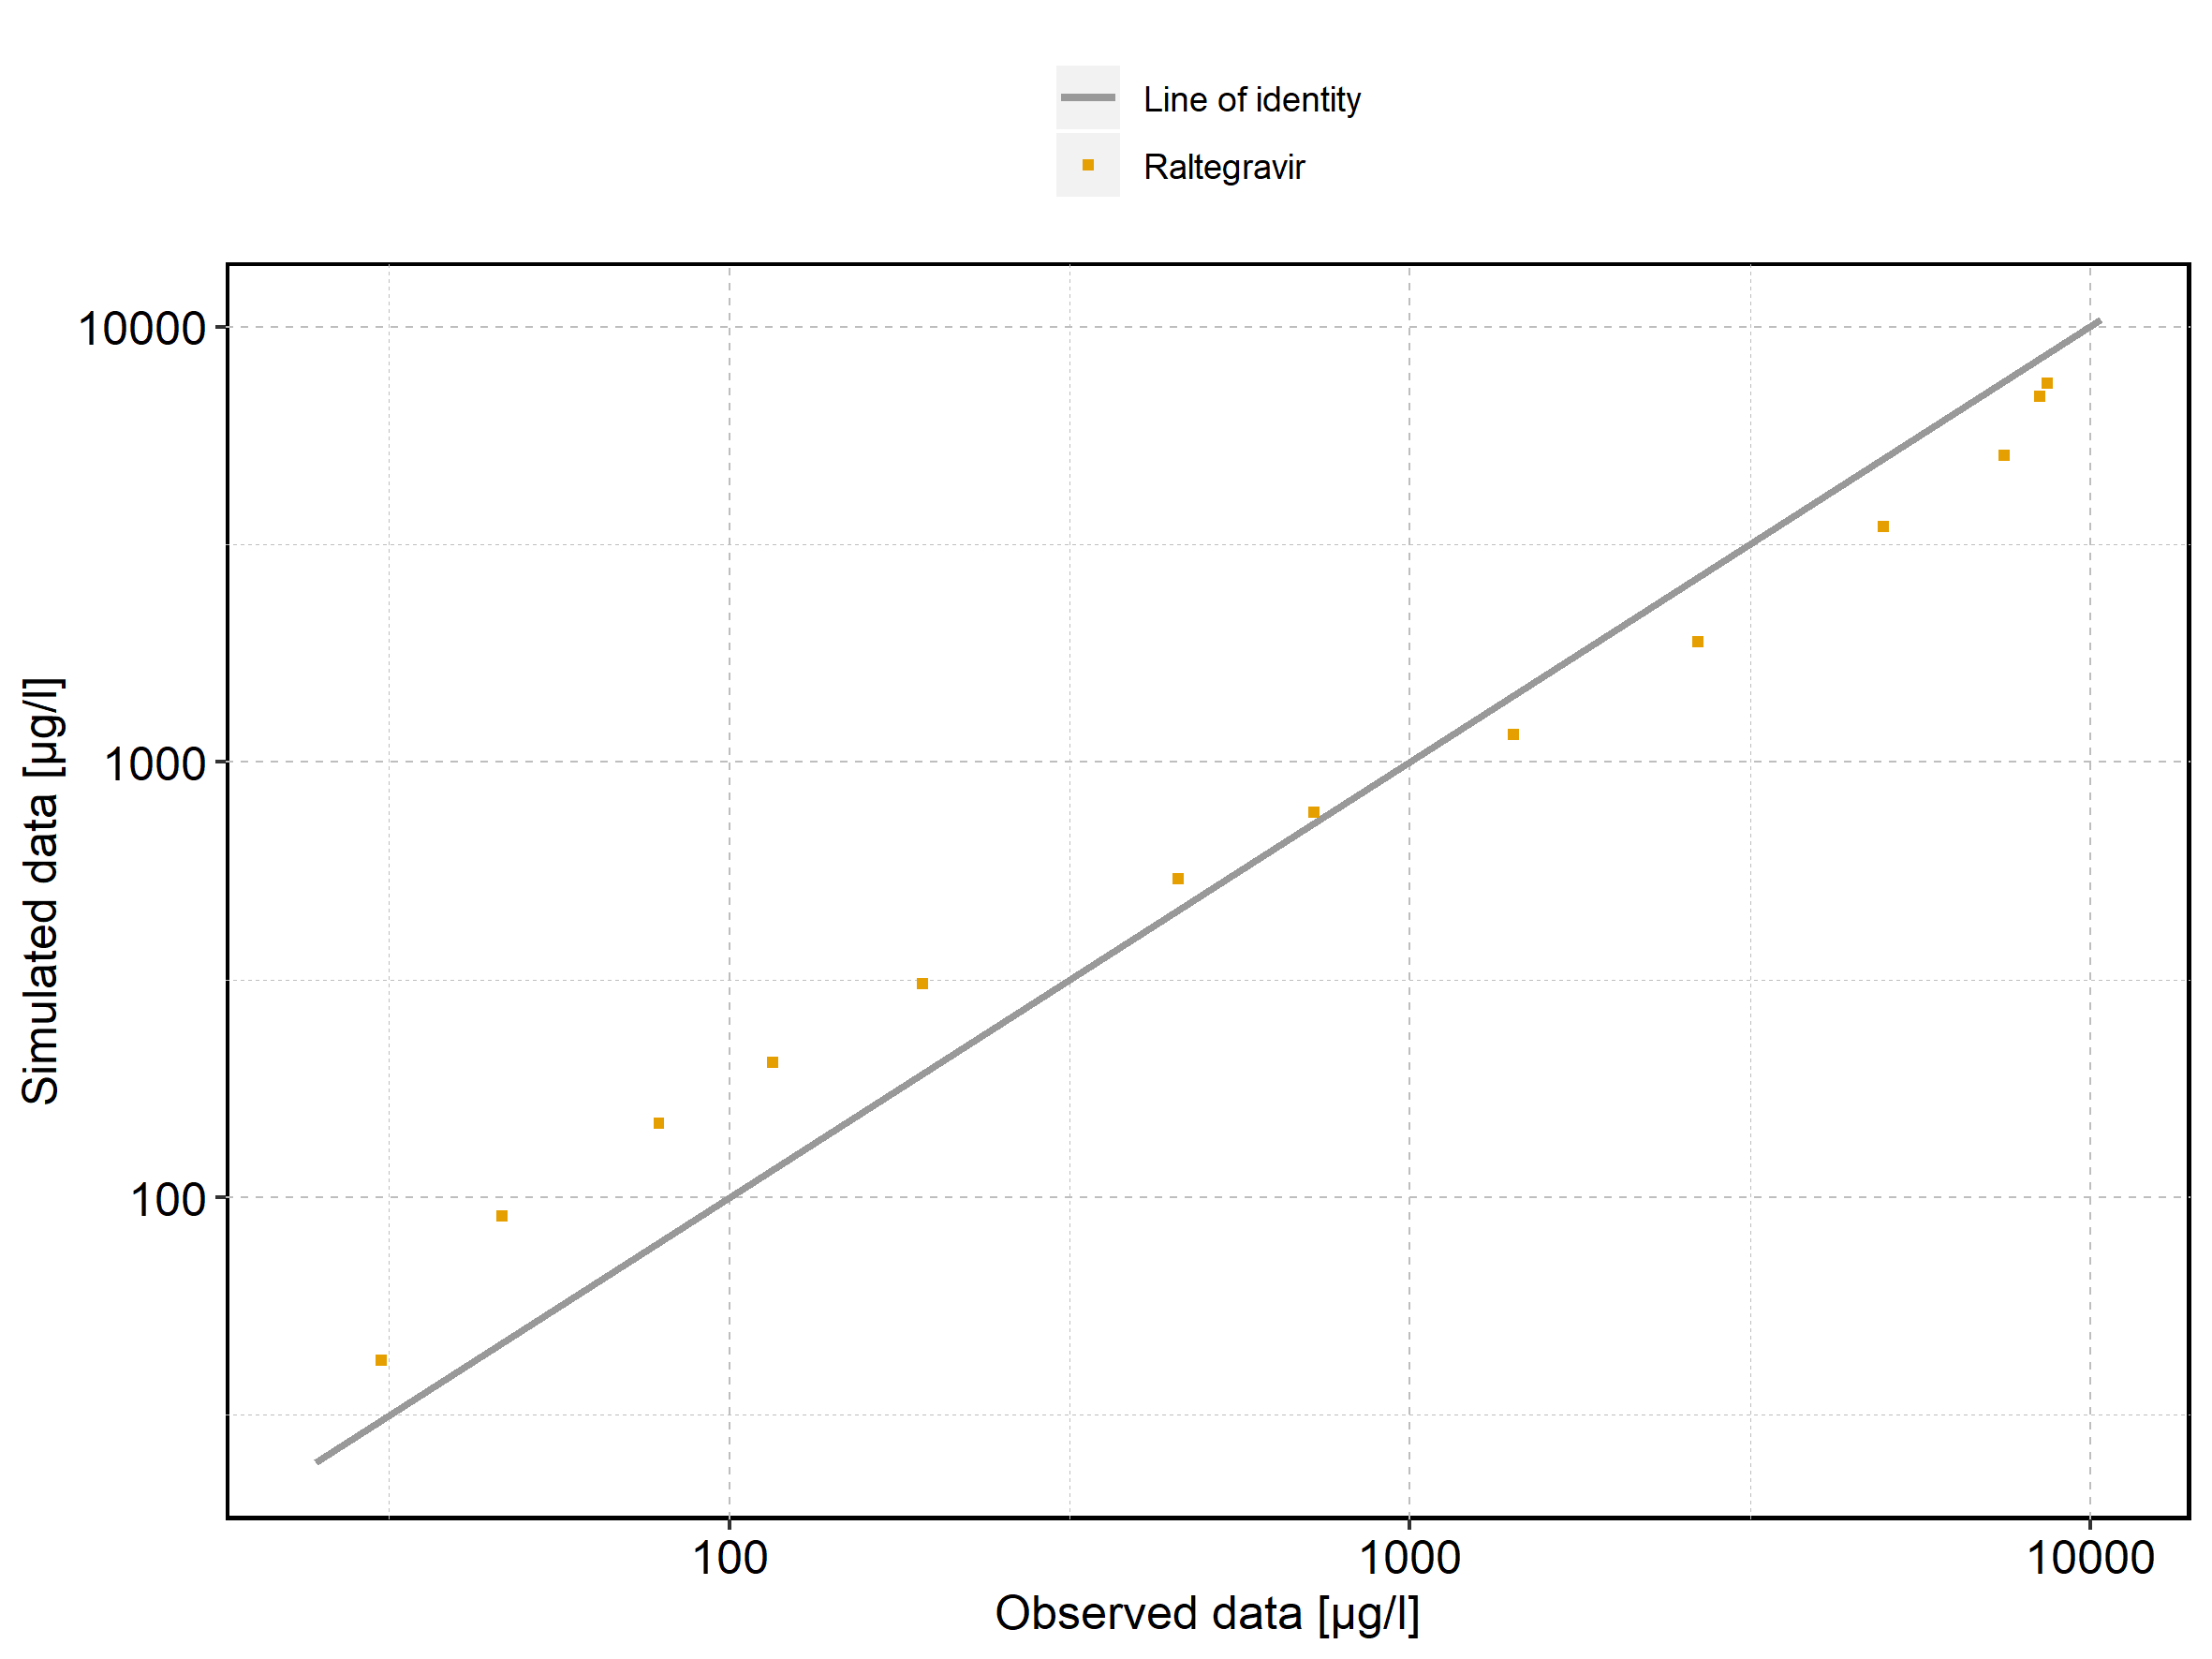 Line of identity
Raltegravir
10000
1000
100
Simulated data [µg/l]
100
1000
10000
Observed data [µg/l]